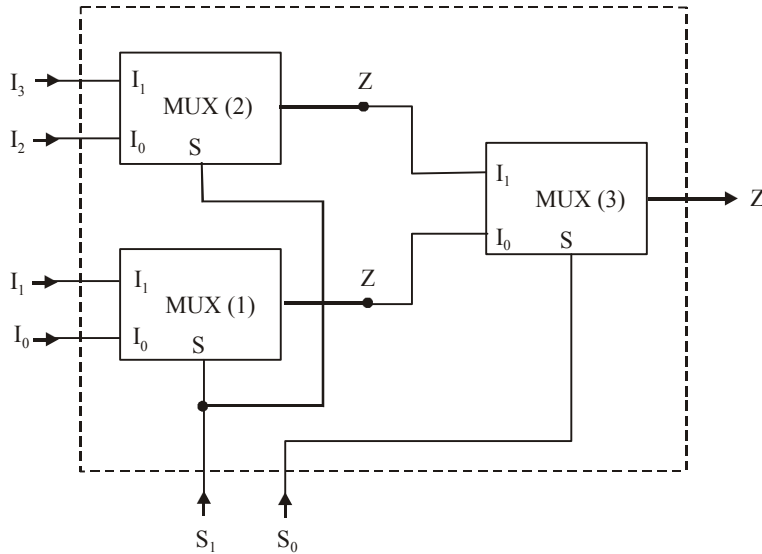 I₃
I₁
MUX (2)
Z
I₂
I₀
S
I₁
MUX (3)
Z
I₀
S
I₁
I₁
MUX (1)
Z
I₀
I₀
S
S₁
S₀